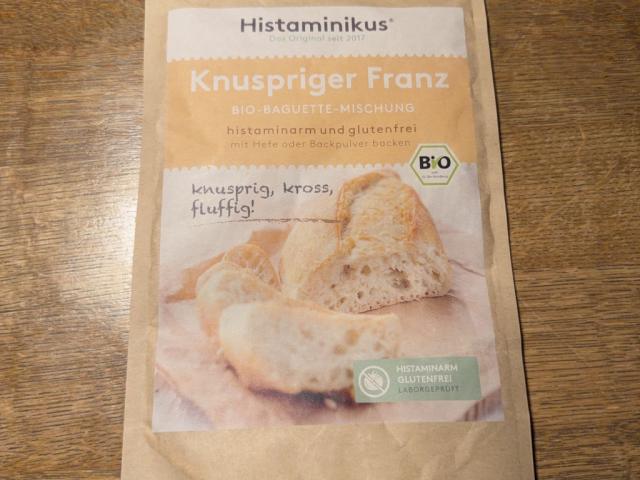 Histaminikus®
Das Original seit 2017
Knuspriger Franz
BIO-BAGUETTE-MISCHUNG
histaminarm und glutenfrei
mit Hefe oder Backpulver backen
BiO
knusprig, kross,
fluffig!
HISTAMINARM
GLUTENFREI
LABORGEPRÜFT